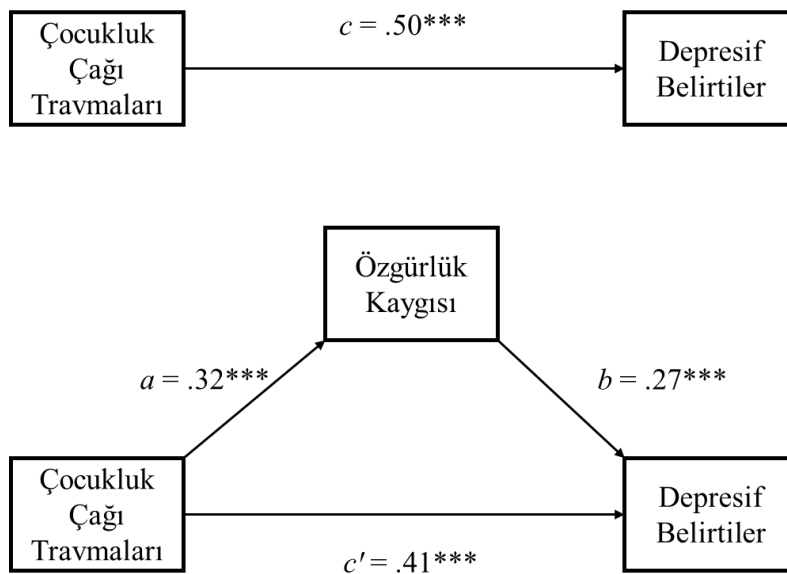 Çocukluk
Çağı
Travmaları
c = .50***
Depresif
Belirtiler
Özgürlük
Kaygısı
a = .32***
b = .27***
Çocukluk
Çağı
Travmaları
c' = .41***
Depresif
Belirtiler